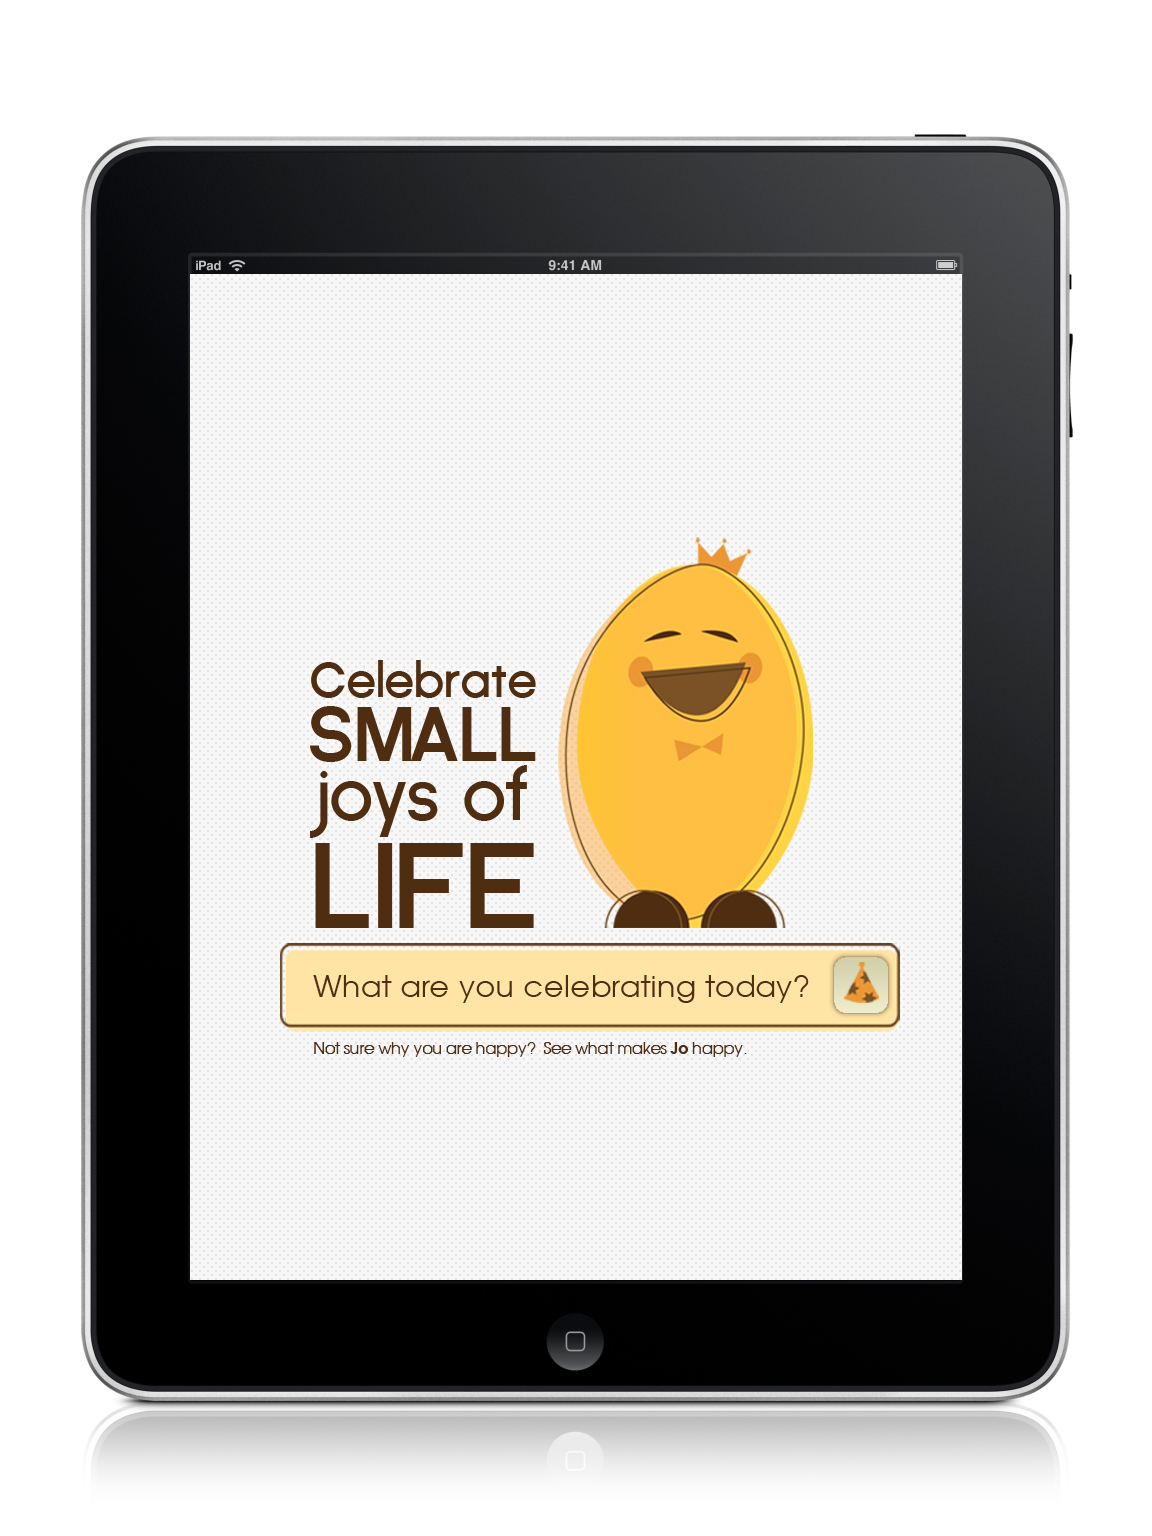 iPad 9:41 AM
Celebrate
SMALL
joys of
LIFE
What are you celebrating today?
Not sure why you are happy? See what makes Jo happy.